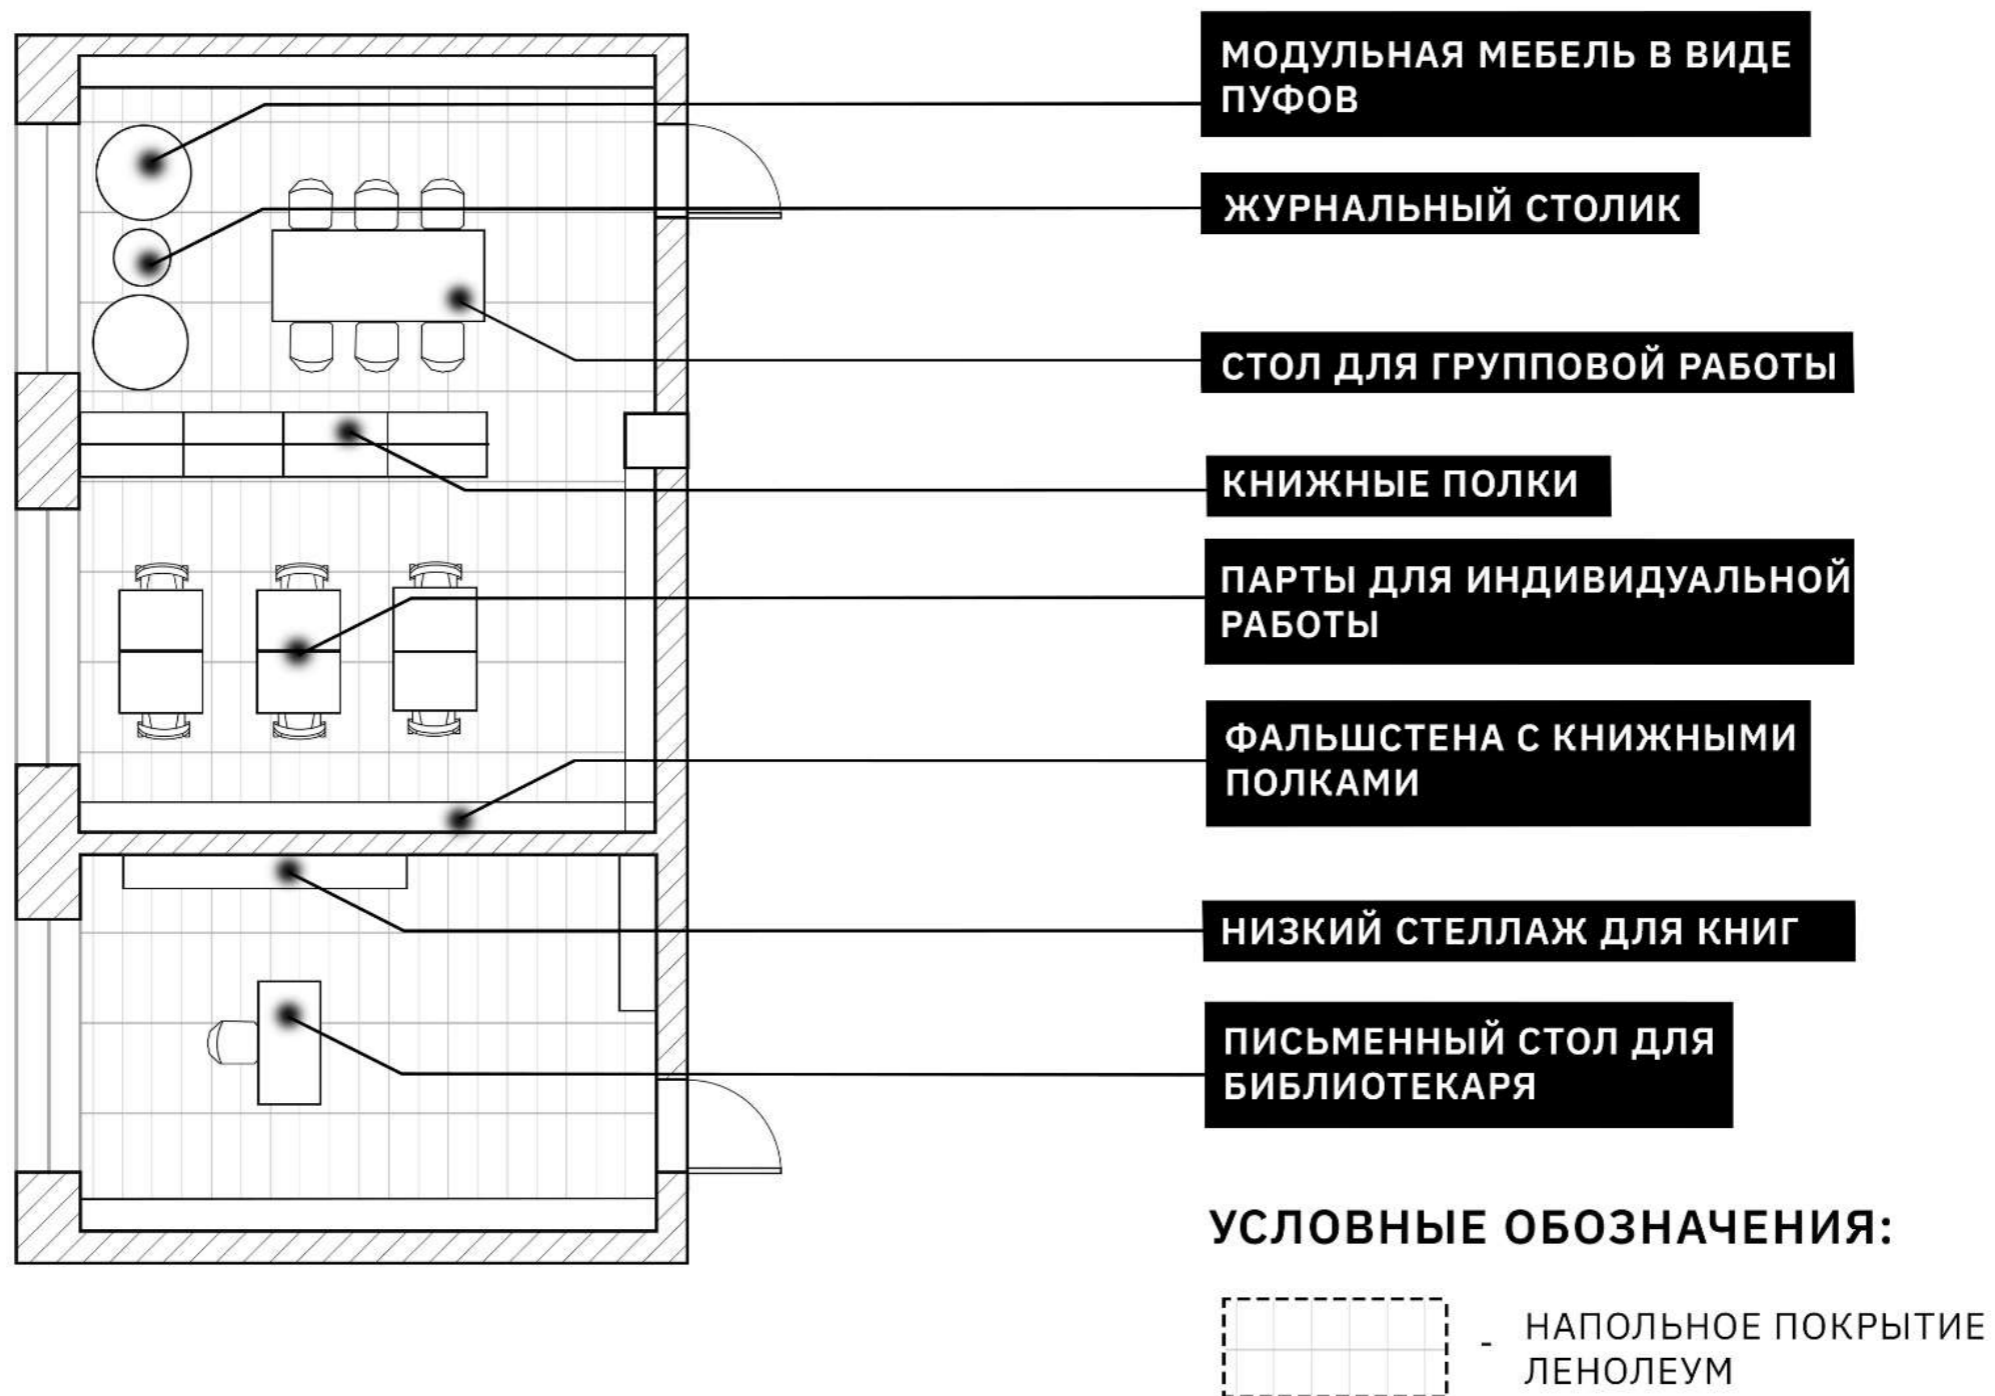 МОДУЛЬНАЯ МЕБЕЛЬ В ВИДЕ
ПУФОВ
ЖУРНАЛЬНЫЙ СТОЛИК
СТОЛ ДЛЯ ГРУППОВОЙ РАБОТЫ
КНИЖНЫЕ ПОЛКИ
ПАРТЫ ДЛЯ ИНДИВИДУАЛЬНОЙ
РАБОТЫ
ФАЛЬШСТЕНА С КНИЖНЫМИ
ПОЛКАМИ
НИЗКИЙ СТЕЛЛАЖ ДЛЯ КНИГ
ПИСЬМЕННЫЙ СТОЛ ДЛЯ
БИБЛИОТЕКАРЯ
УСЛОВНЫЕ ОБОЗНАЧЕНИЯ:
- НАПОЛЬНОЕ ПОКРЫТИЕ
ЛЕНОЛЕУМ